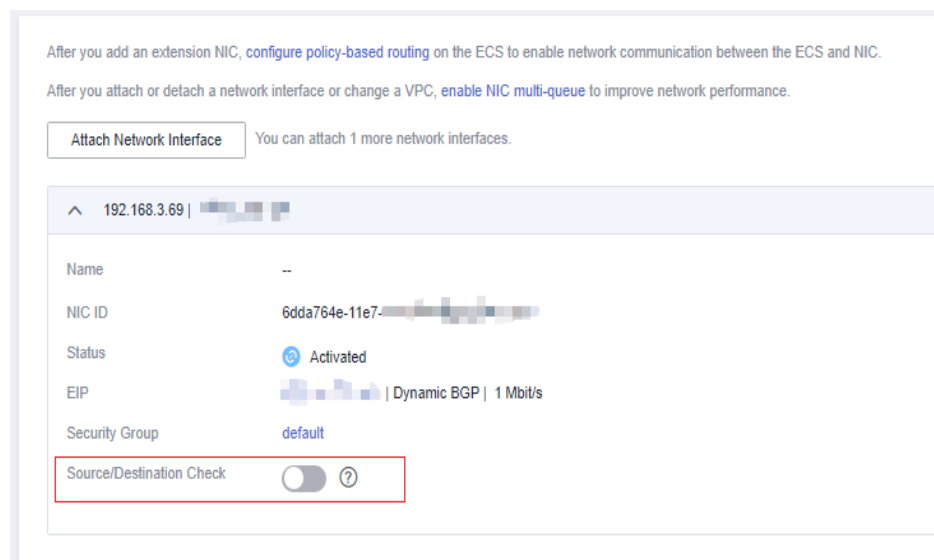 After you add an extension NIC, configure policy-based routing on the ECS to enable network communication between the ECS and NIC.
After you attach or detach a network interface or change a VPC, enable NIC multi-queue to improve network performance.
Attach Network Interface You can attach 1 more network interfaces.
192.168.3.69 |
Name --
NIC ID 6dda764e-11e7-
Status Activated
EIP | Dynamic BGP | 1 Mbit/s
Security Group default
Source/Destination Check ?